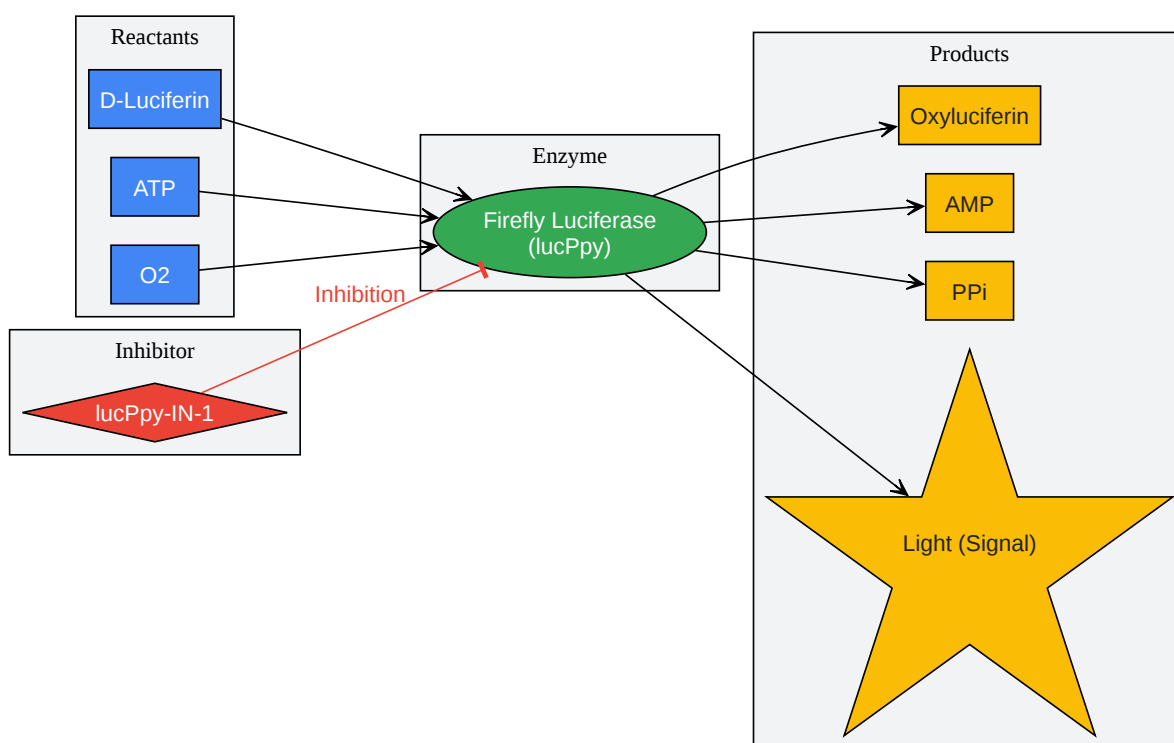 Reactants
D-Luciferin
ATP
O2
Inhibitor
lucPpy-IN-1
Inhibition
Enzyme
Firefly Luciferase
(lucPpy)
Products
Oxyluciferin
AMP
PPi
Light (Signal)